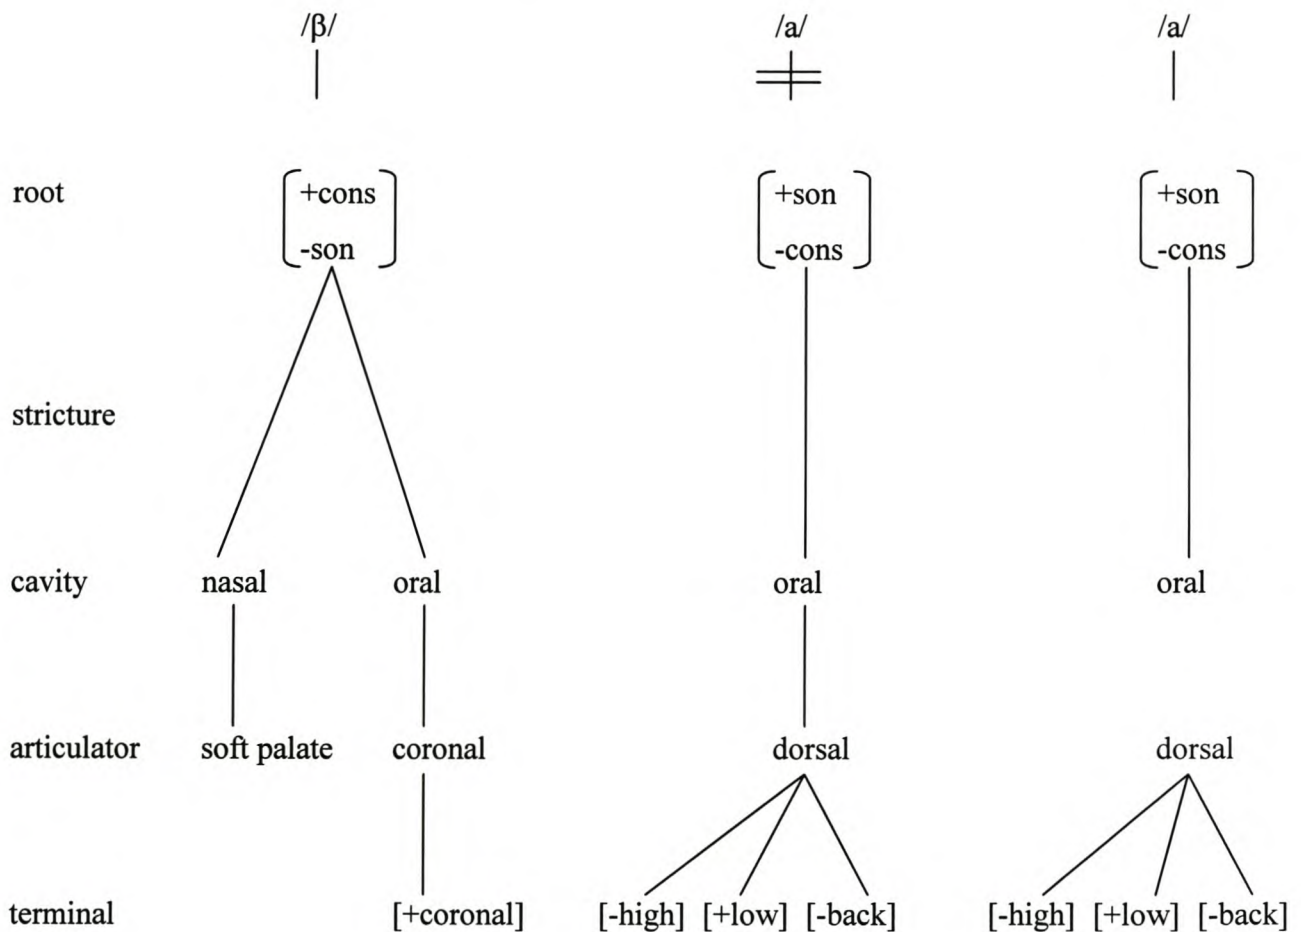 /β/ /a/ /a/
root +cons +son +son
-son -cons -cons
stricture
cavity nasal oral oral oral
articulator soft palate coronal dorsal dorsal
terminal [+coronal] [-high] [+low] [-back] [-high] [+low] [-back]